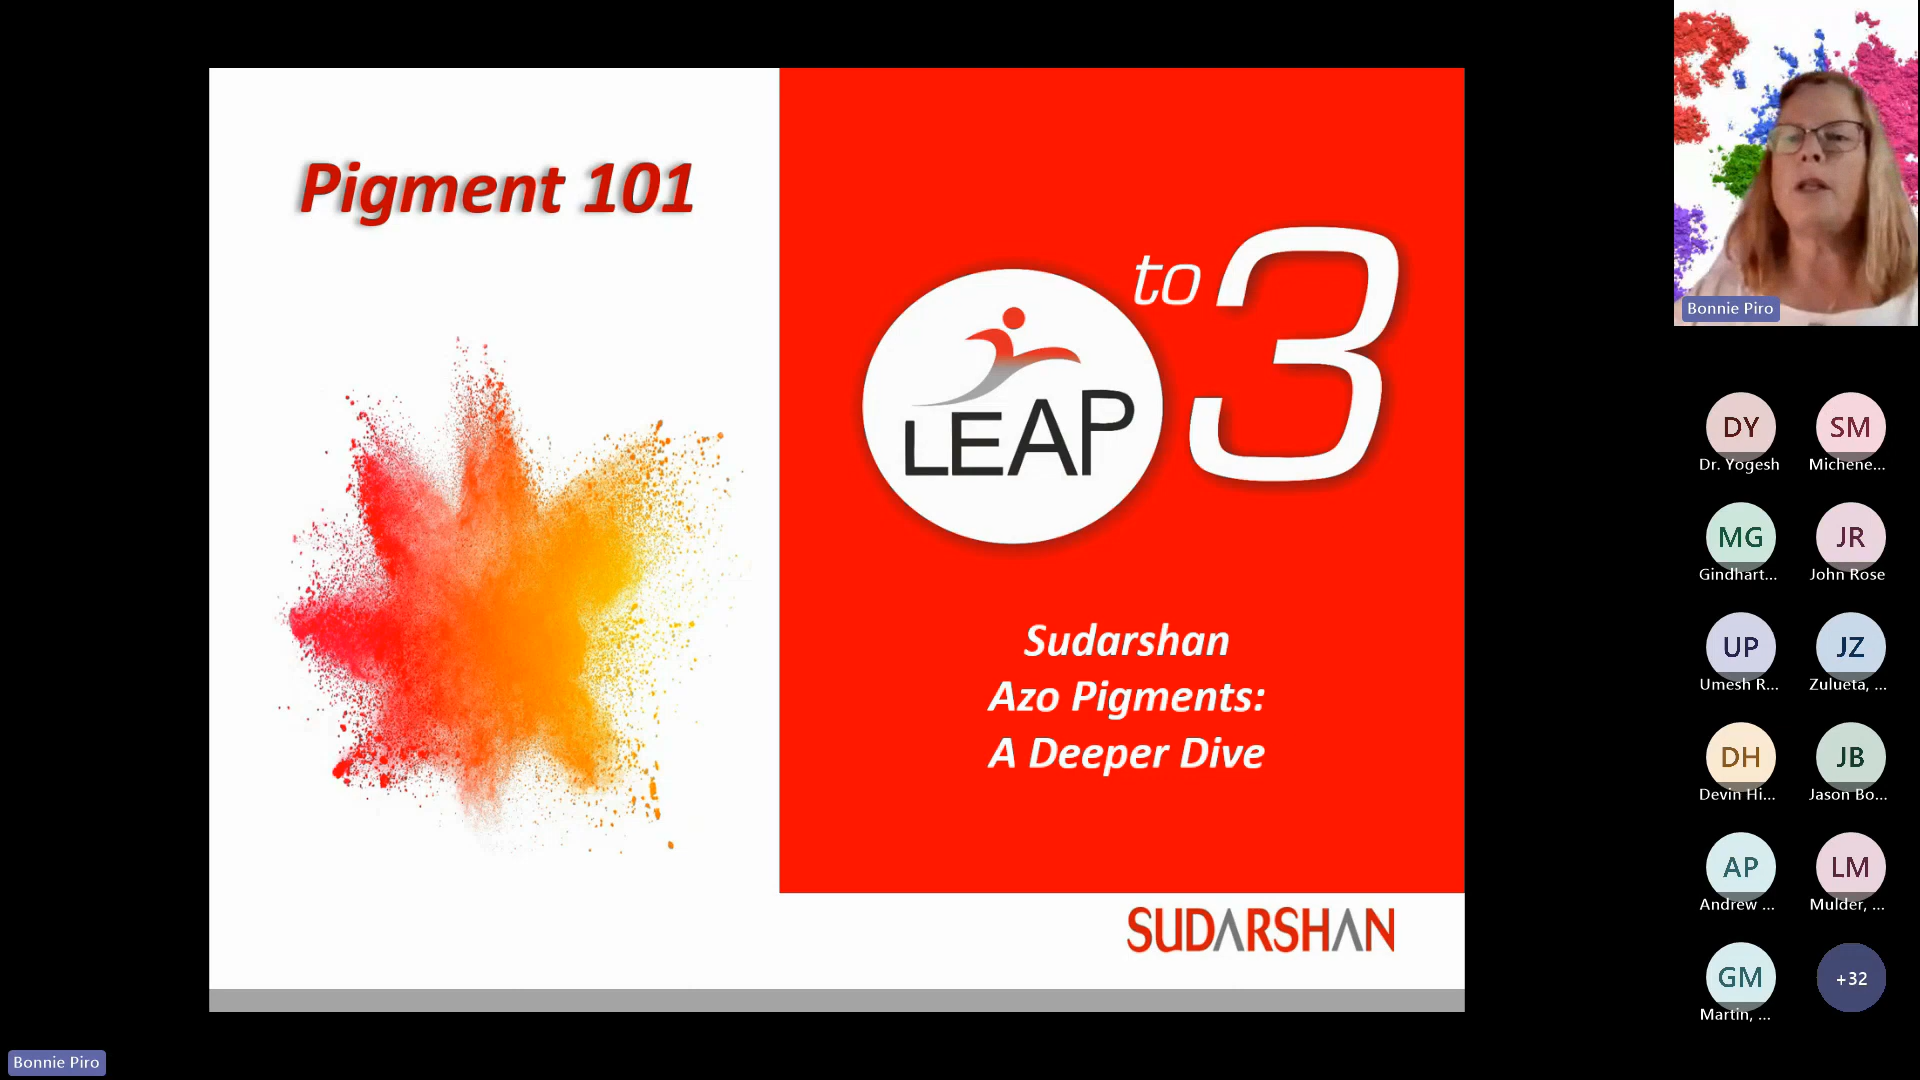 Pigment 101
to 3
LEAP
Sudarshan
Azo Pigments:
A Deeper Dive
SUDARSHAN
Bonnie Piro
DY
Dr. Yogesh
SM
Michene...
MG
Gindhart...
JR
John Rose
UP
Umesh R...
JZ
Zulueta, ...
DH
Devin Hi...
JB
Jason Bo...
AP
Andrew ...
LM
Mulder, ...
GM
Martin, ...
+32
Bonnie Piro